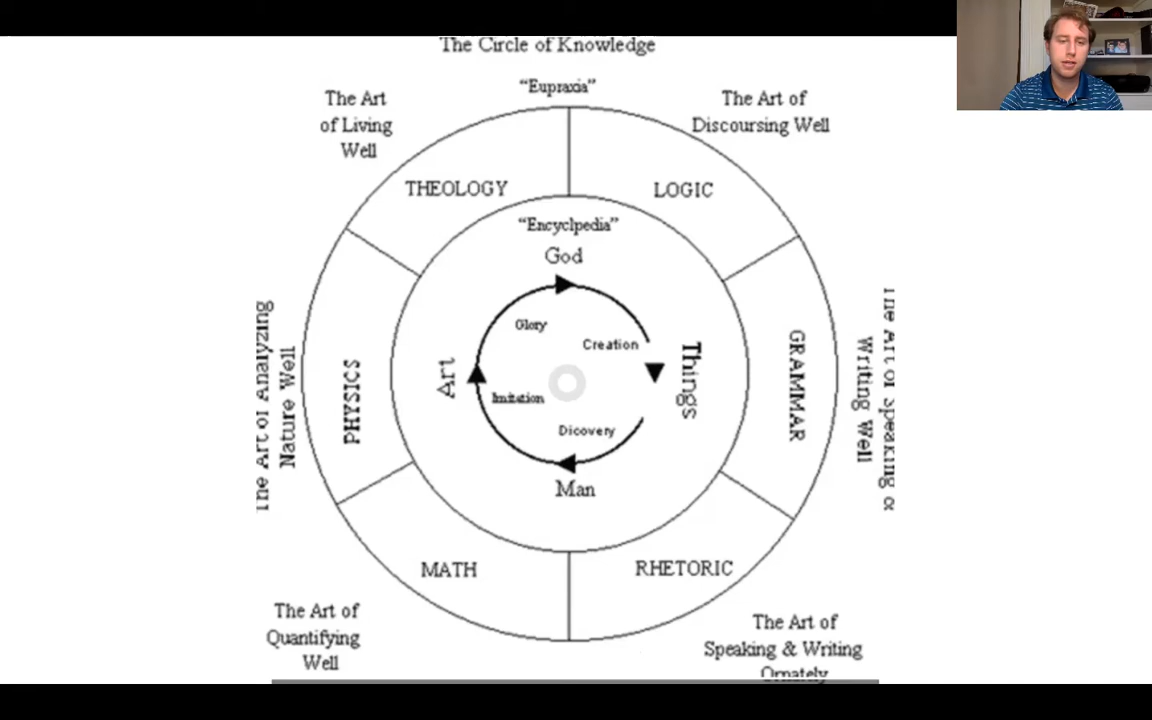 The Circle of Knowledge
"Eupraxia"
The Art
of Living
Well
The Art of
Discoursing Well
THEOLOGY
LOGIC
"Encyclpedia"
God
Glory
Creation
Things
Art
Imitation
Dicovery
Man
PHYSICS
GRAMMAR
The Art of Analyzing
Nature Well
The Art of Speaking &
Writing Well
MATH
RHETORIC
The Art of
Quantifying
Well
The Art of
Speaking & Writing
Ornately